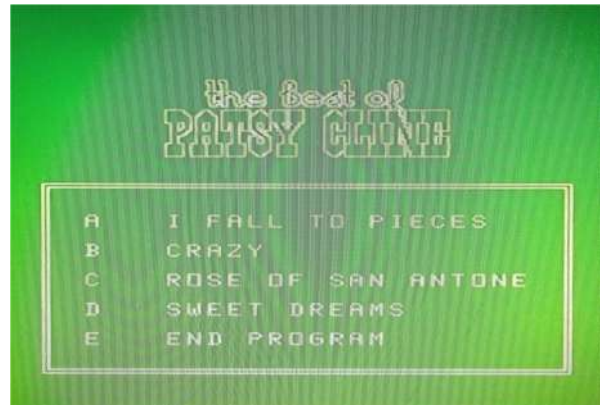 the best of
PATSY CLINE
A I FALL TO PIECES
B CRAZY
C ROSE OF SAN ANTONE
D SWEET DREAMS
E END PROGRAM